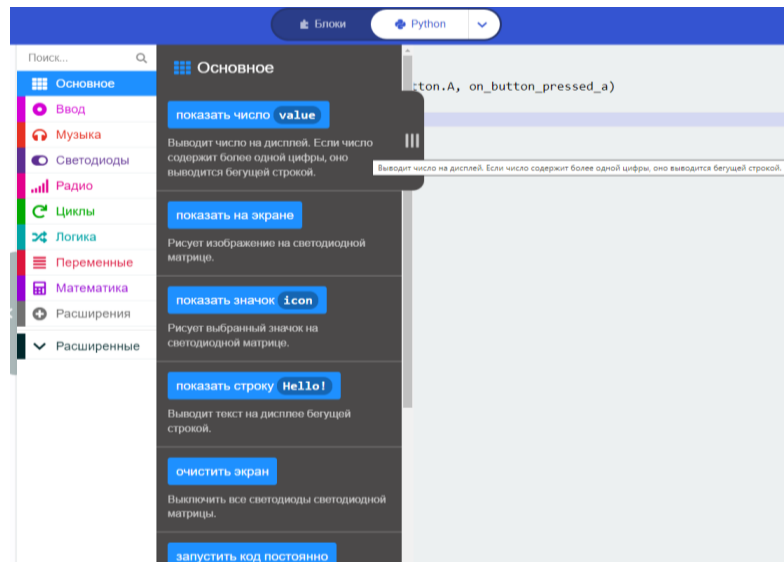 Блоки
Python
Поиск...
Основное
Ввод
Музыка
Светодиоды
Радио
Циклы
Логика
Переменные
Математика
Расширения
Расширенные
Основное
показать число value
Выводит число на дисплей. Если число
содержит более одной цифры, оно
выводится бегущей строкой.
показать на экране
Рисует изображение на светодиодной
матрице.
показать значок icon
Рисует выбранный значок на
светодиодной матрице.
показать строку Hello!
Выводит текст на дисплее бегущей
строкой.
очистить экран
Выключить все светодиоды светодиодной
матрицы.
запустить код постоянно
ton.A, on_button_pressed_a)
Выводит число на дисплей. Если число содержит более одной цифры, оно выводится бегущей строкой.